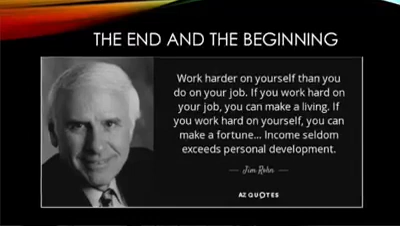 THE END AND THE BEGINNING
Work harder on yourself than you
do on your job. If you work hard on
your job, you can make a living. If
you work hard on yourself, you can
make a fortune... Income seldom
exceeds personal development.
Jim Rohn
AZ QUOTES